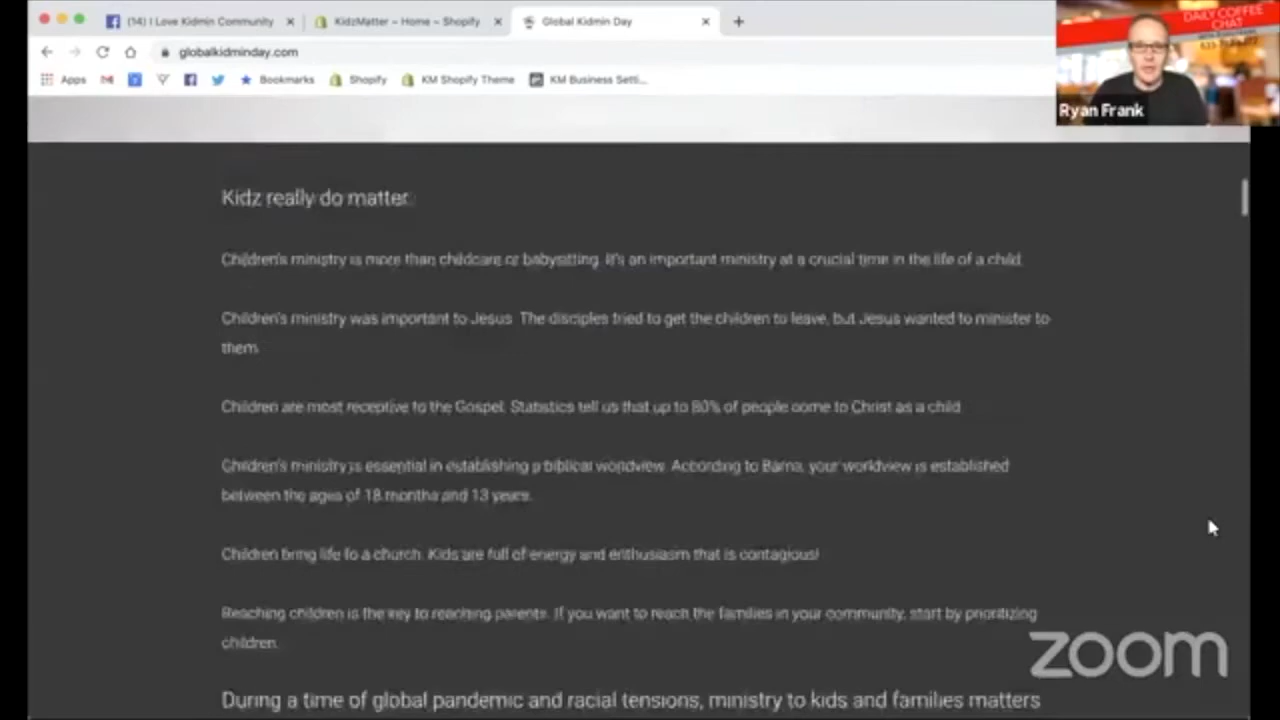 (14) I Love Kidmin Community
KidzMatter ~ Home ~ Shopify
Global Kidmin Day
globalkidminday.com
Apps
Bookmarks
Shopify
KM Shopify Theme
KM Business Setti...
DAILY COFFEE
CHAT
Ryan Frank
Kidz really do matter.
Children's ministry is more than childcare or babysitting. It's an important ministry at a crucial time in the life of a child.
Children's ministry was important to Jesus. The disciples tried to get the children to leave, but Jesus wanted to minister to
them.
Children are most receptive to the Gospel. Statistics tell us that up to 80% of people come to Christ as a child.
Children's ministry is essential in establishing a biblical worldview. According to Barna, your worldview is established
between the ages of 18 months and 13 years.
Children bring life to a church. Kids are full of energy and enthusiasm that is contagious!
Reaching children is the key to reaching parents. If you want to reach the families in your community, start by prioritizing
children.
During a time of global pandemic and racial tensions, ministry to kids and families matters
zoom